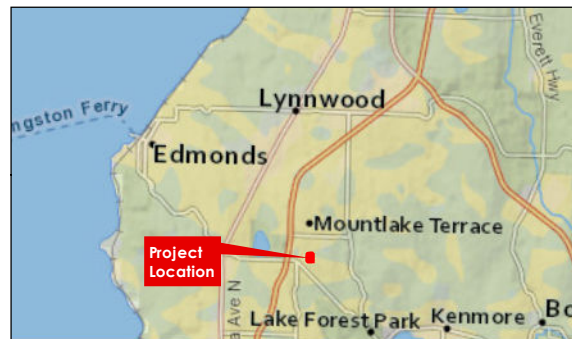 Everett Hwy
Lynnwood
ngston Ferry
Edmonds
Mountlake Terrace
Project
Location
a Ave N
Lake Forest Park
Kenmore
Bo